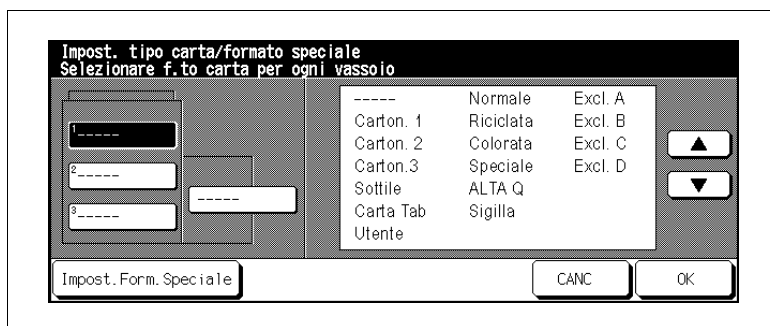 Impost. tipo carta/formato speciale
Selezionare f.to carta per ogni vassoio
1-----
2-----
3-----
-----
----- Normale Excl. A
Carton. 1 Riciclata Excl. B
Carton. 2 Colorata Excl. C
Carton.3 Speciale Excl. D
Sottile ALTA Q
Carta Tab Sigilla
Utente
Impost.Form.Speciale CANC OK